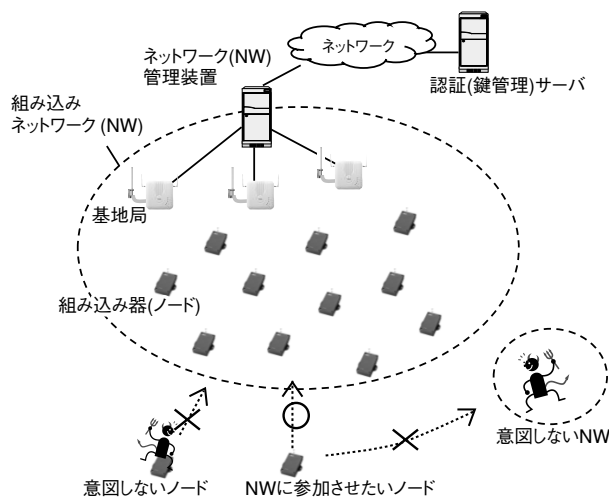 ネットワーク
ネットワーク(NW)
管理装置
認証(鍵管理)サーバ
組み込み
ネットワーク(NW)
基地局
組み込み器(ノード)
意図しないNW
意図しないノード
NWに参加させたいノード